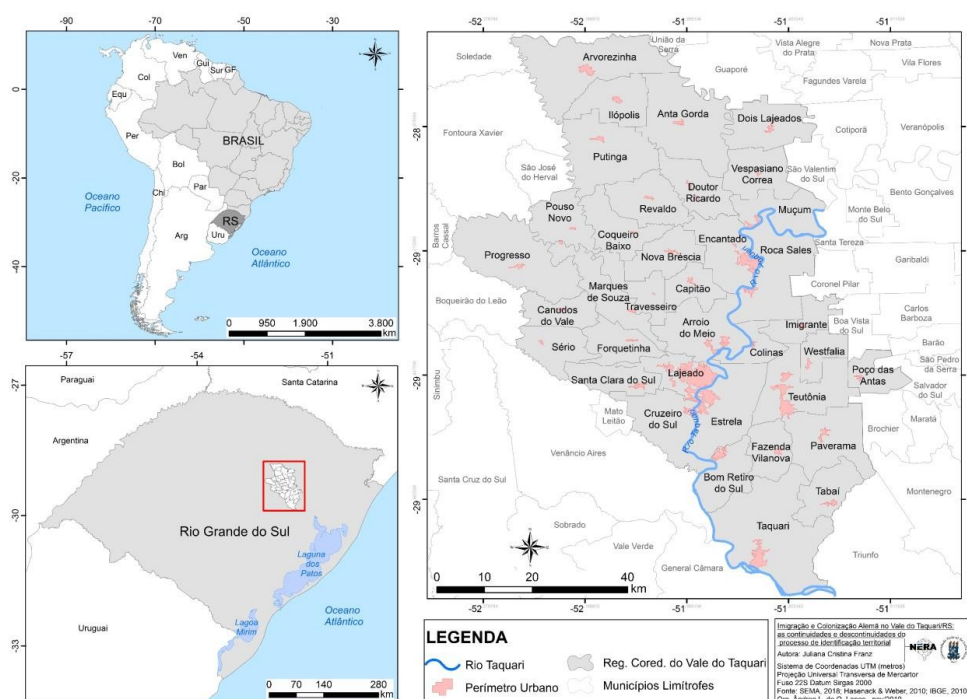 -80
-70
-60
-50
-40
-30
0
-20
-40
Ven
Gui
Sur
GF
Col
Equ
Per
BRASIL
Bol
Par
Chi
RS
Arg
Uru
Oceano
Pacífico
Oceano
Atlântico
0
950
1.900
3.800
km
-57
-54
-51
-27
-30
-33
Paraguai
Santa Catarina
Argentina
Rio Grande do Sul
Laguna
dos
Patos
Lagoa
Mirim
Oceano
Atlântico
Uruguai
0
70
140
210
280
km
-52
-52
-51
-51
-51
-28
-29
-29
-29
Soledade
União da
Serra
Vista Alegre
do Prata
Nova Prata
Guaporé
Vila Flores
Fagundes Varela
Arvorezinha
Ilópolis
Anta Gorda
Dois Lajeados
Cotiporã
Veranópolis
Fontoura Xavier
Putinga
São José
do Herval
Vespasiano
Correa
São Valentim
do Sul
Bento Gonçalves
Doutor
Ricardo
Pouso
Novo
Revaldo
Muçum
Monte Belo
do Sul
Barros
Cassal
Coqueiro
Baixo
Encantado
Santa Tereza
Progresso
Nova Bréscia
Roca Sales
Garibaldi
Marques
de Souza
Capitão
Coronel Pilar
Boqueirão do Leão
Canudos
do Vale
Travesseiro
Carlos
Barboza
Arroio
do Meio
Imigrante
Boa Vista
do Sul
Sério
Forquetinha
Colinas
Westfalia
Barão
São Pedro
da Serra
Poço das
Antas
Lajeado
Sinimbu
Santa Clara do Sul
Teutônia
Salvador
do Sul
Mato
Leitão
Cruzeiro
do Sul
Estrela
Maratá
Brochier
Rio Taquari
Venâncio Aires
Fazenda
Vilanova
Paverama
Bom Retiro
do Sul
Santa Cruz do Sul
Tabaí
Montenegro
Taquari
Sobrado
Vale Verde
General Câmara
Triunfo
0
10
20
40
km
LEGENDA
Rio Taquari
Reg. Cored. do Vale do Taquari
Perímetro Urbano
Municípios Limítrofes
Imigração e Colonização Alemã no Vale do Taquari/RS:
as continuidades e descontinuidades do
processo de identificação territorial
Autora: Juliana Cristina Franz
Sistema de Coordenadas UTM (metros)
Projeção Universal Transversa de Mercartor
Fuso 22S Datum Sirgas 2000
Fonte: SEMA, 2018; Hasenack & Weber, 2010; IBGE, 2010
NERA